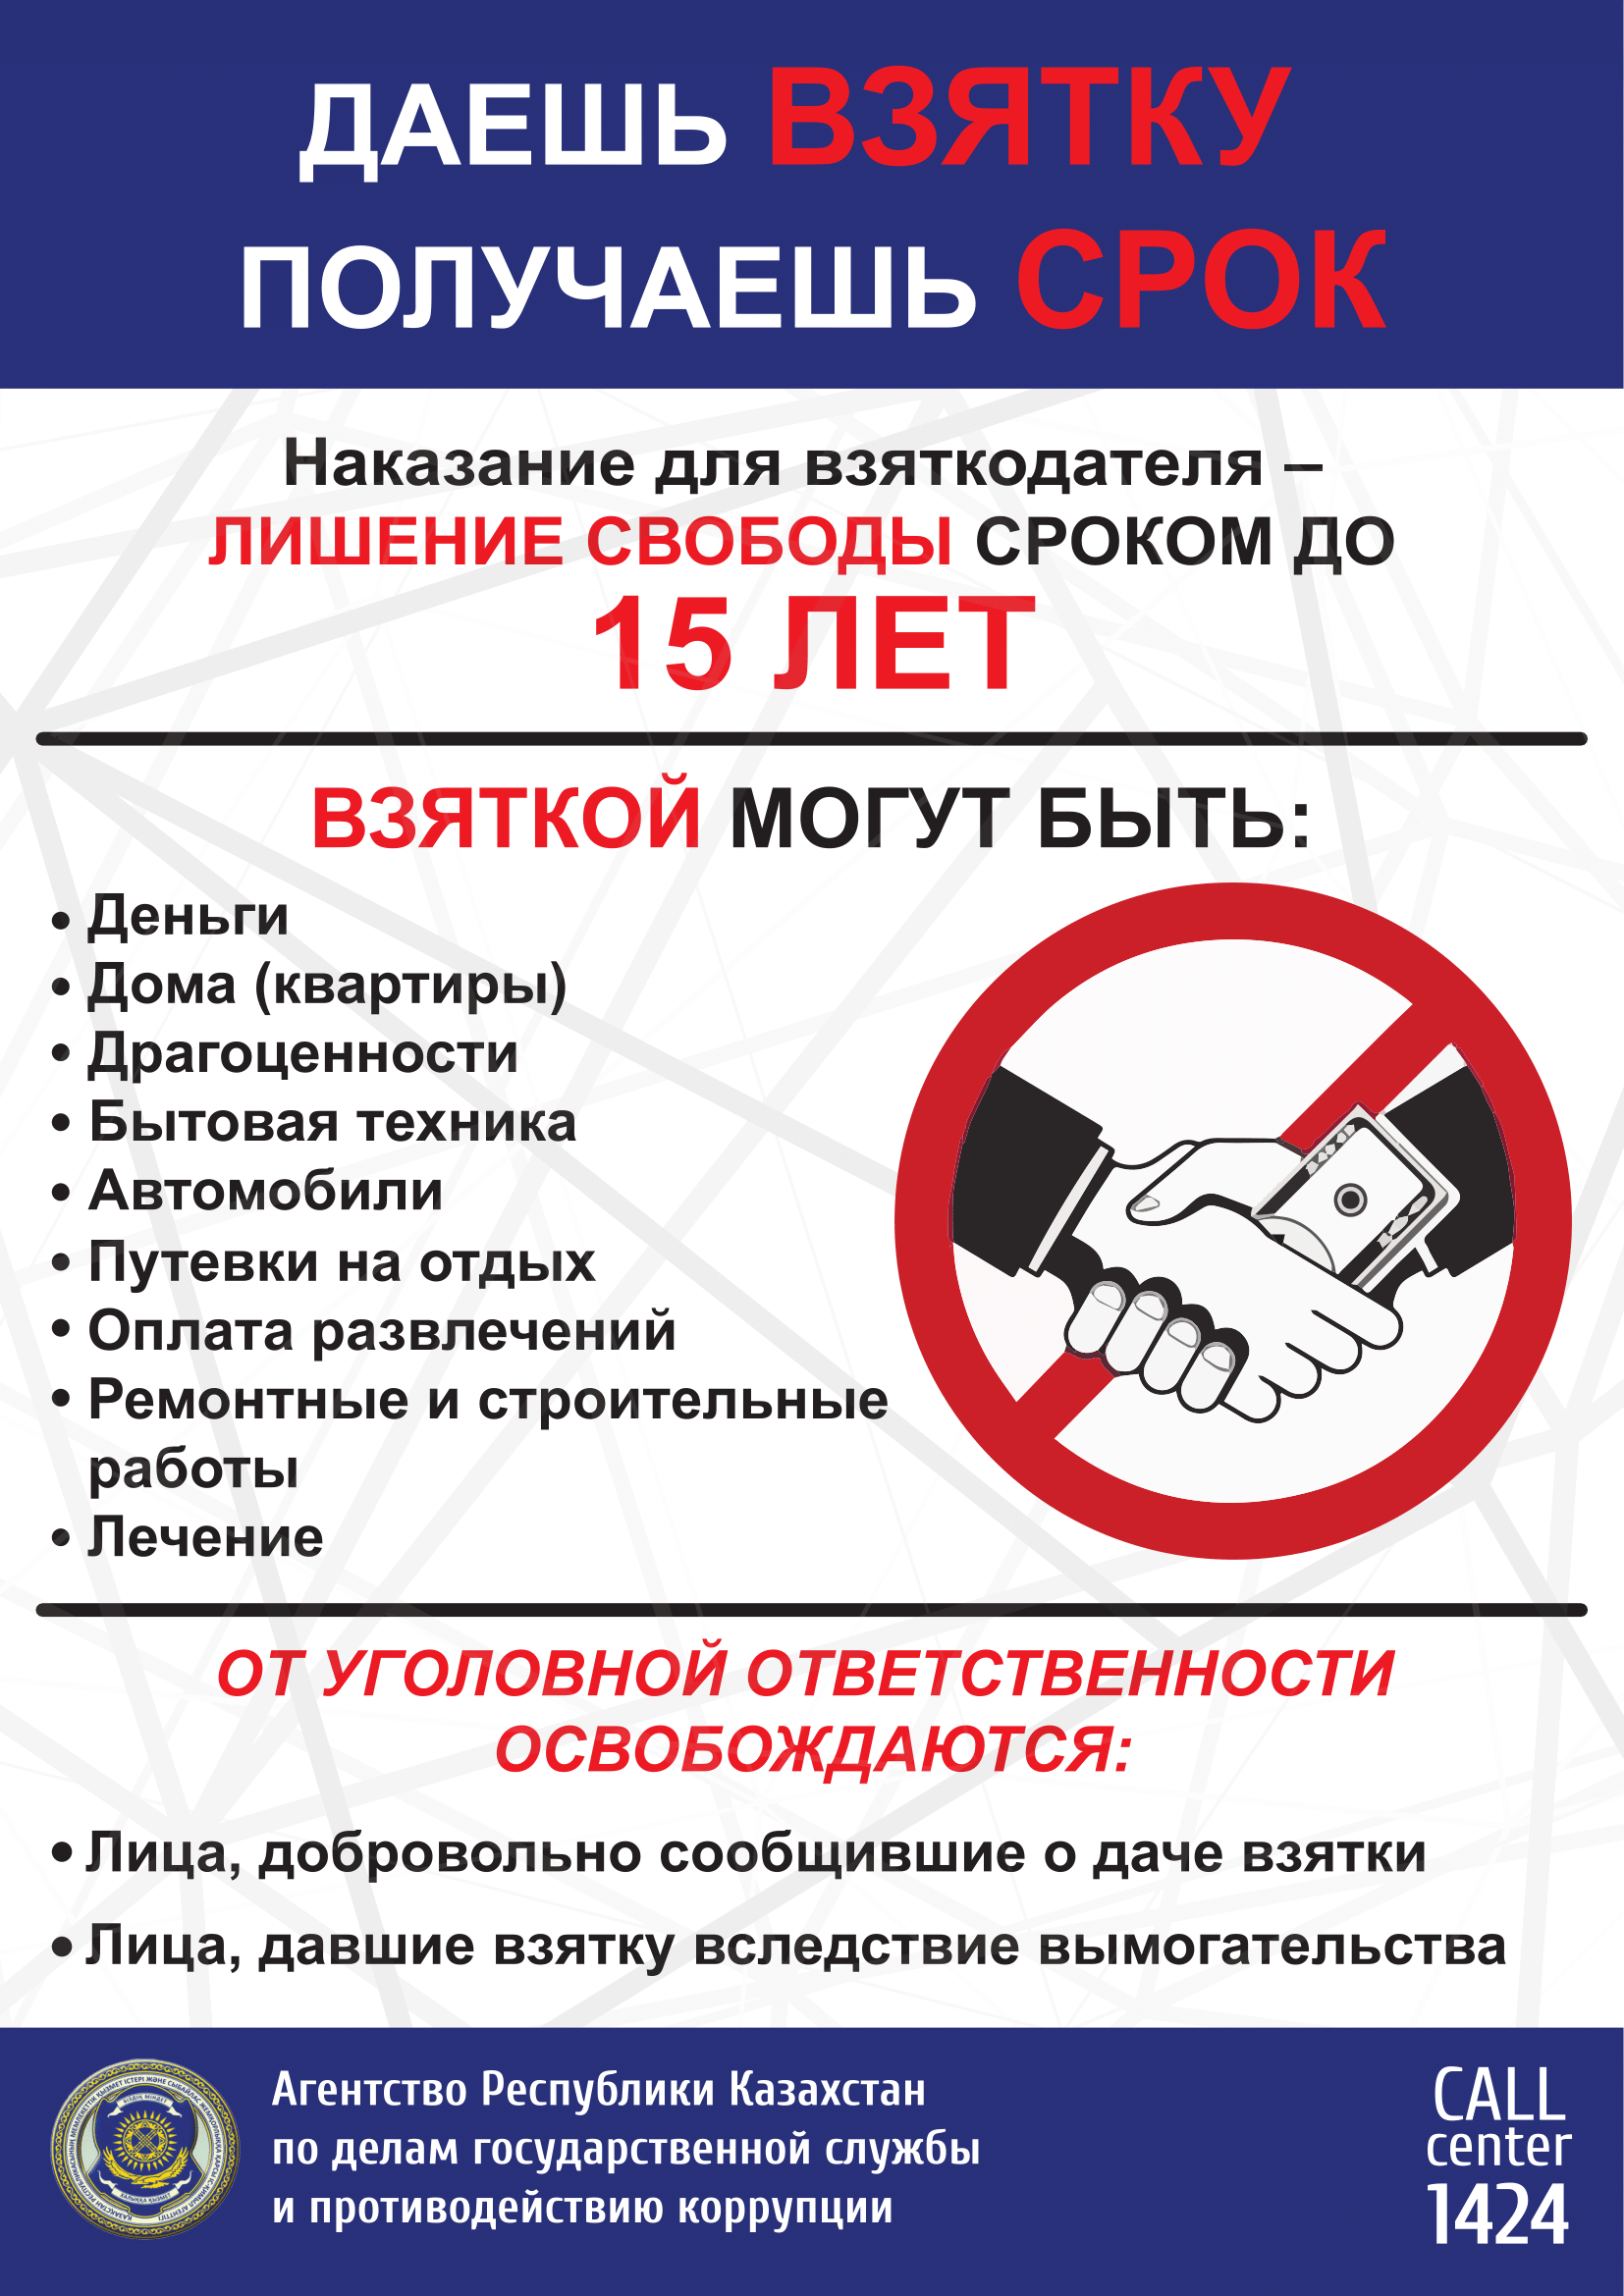 ДАЕШЬ ВЗЯТКУ
ПОЛУЧАЕШЬ СРОК
Наказание для взяткодателя –
ЛИШЕНИЕ СВОБОДЫ СРОКОМ ДО
15 ЛЕТ
ВЗЯТКОЙ МОГУТ БЫТЬ:
• Деньги
• Дома (квартиры)
• Драгоценности
• Бытовая техника
• Автомобили
• Путевки на отдых
• Оплата развлечений
• Ремонтные и строительные
работы
• Лечение
ОТ УГОЛОВНОЙ ОТВЕТСТВЕННОСТИ
ОСВОБОЖДАЮТСЯ:
• Лица, добровольно сообщившие о даче взятки
• Лица, давшие взятку вследствие вымогательства
Агентство Республики Казахстан
по делам государственной службы
и противодействию коррупции
CALL
center
1424